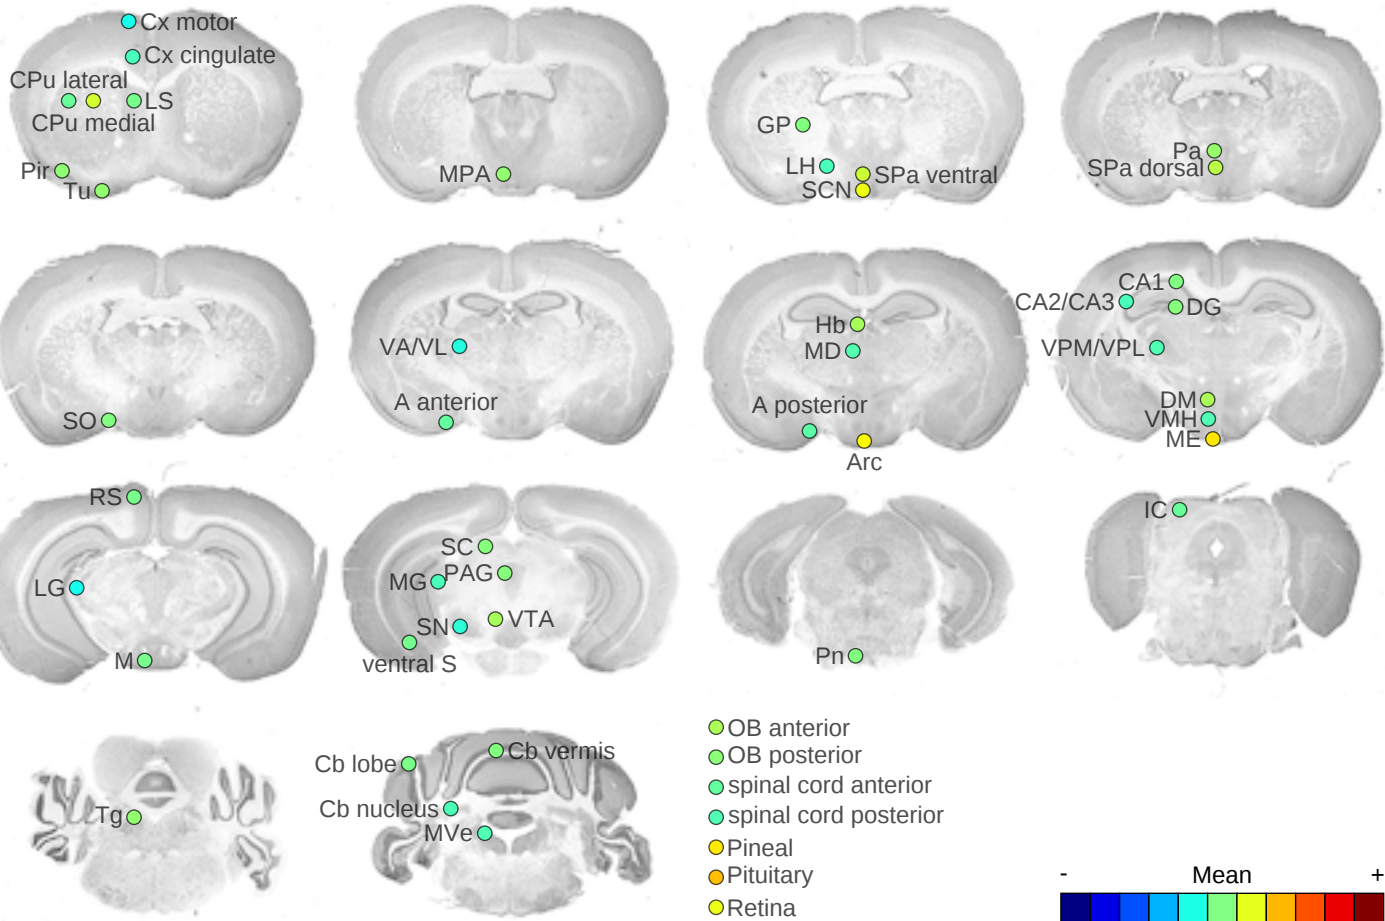 Cx motor
Cx cingulate
CPu lateral
LS
CPu medial
Pir
Tu
MPA
GP
LH
SPa ventral
SCN
Pa
SPa dorsal
SO
VA/VL
A anterior
Hb
MD
A posterior
Arc
CA1
CA2/CA3
DG
VPM/VPL
DM
VMH
ME
RS
LG
M
SC
MG
PAG
SN
VTA
ventral S
Pn
IC
Tg
Cb lobe
Cb vermis
Cb nucleus
MVe
OB anterior
OB posterior
spinal cord anterior
spinal cord posterior
Pineal
Pituitary
Retina
- Mean +